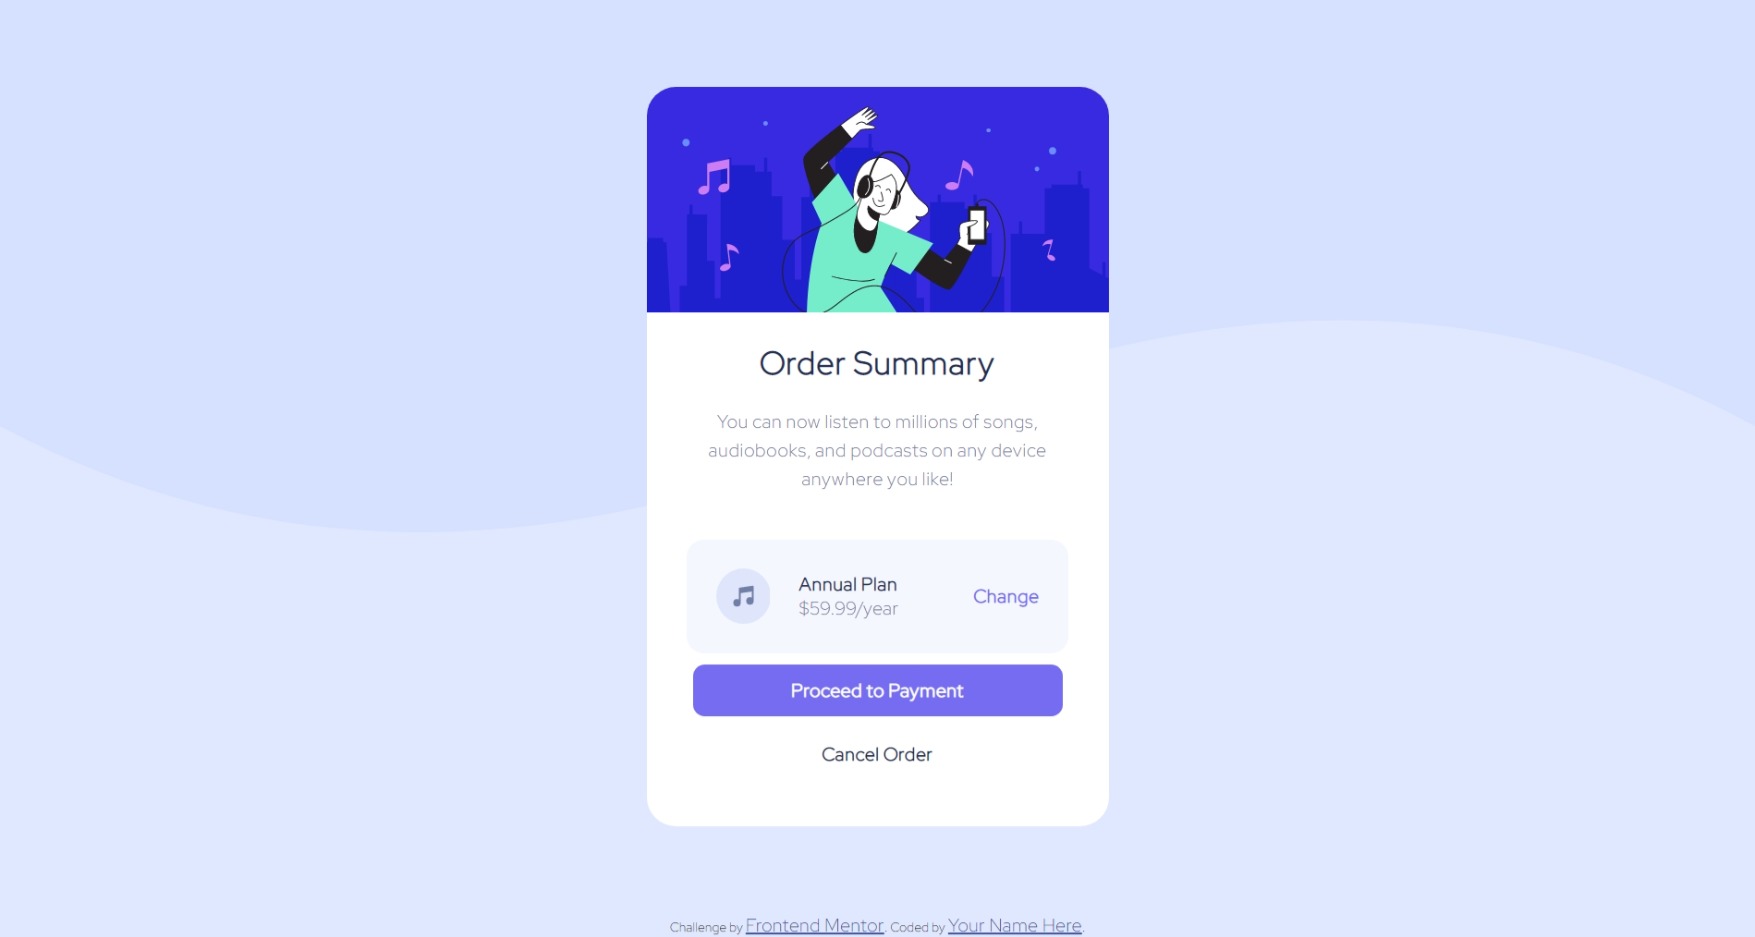 Order Summary
You can now listen to millions of songs,
audiobooks, and podcasts on any device
anywhere you like!
Annual Plan
$59.99/year
Change
Proceed to Payment
Cancel Order
Challenge by Frontend Mentor. Coded by Your Name Here.